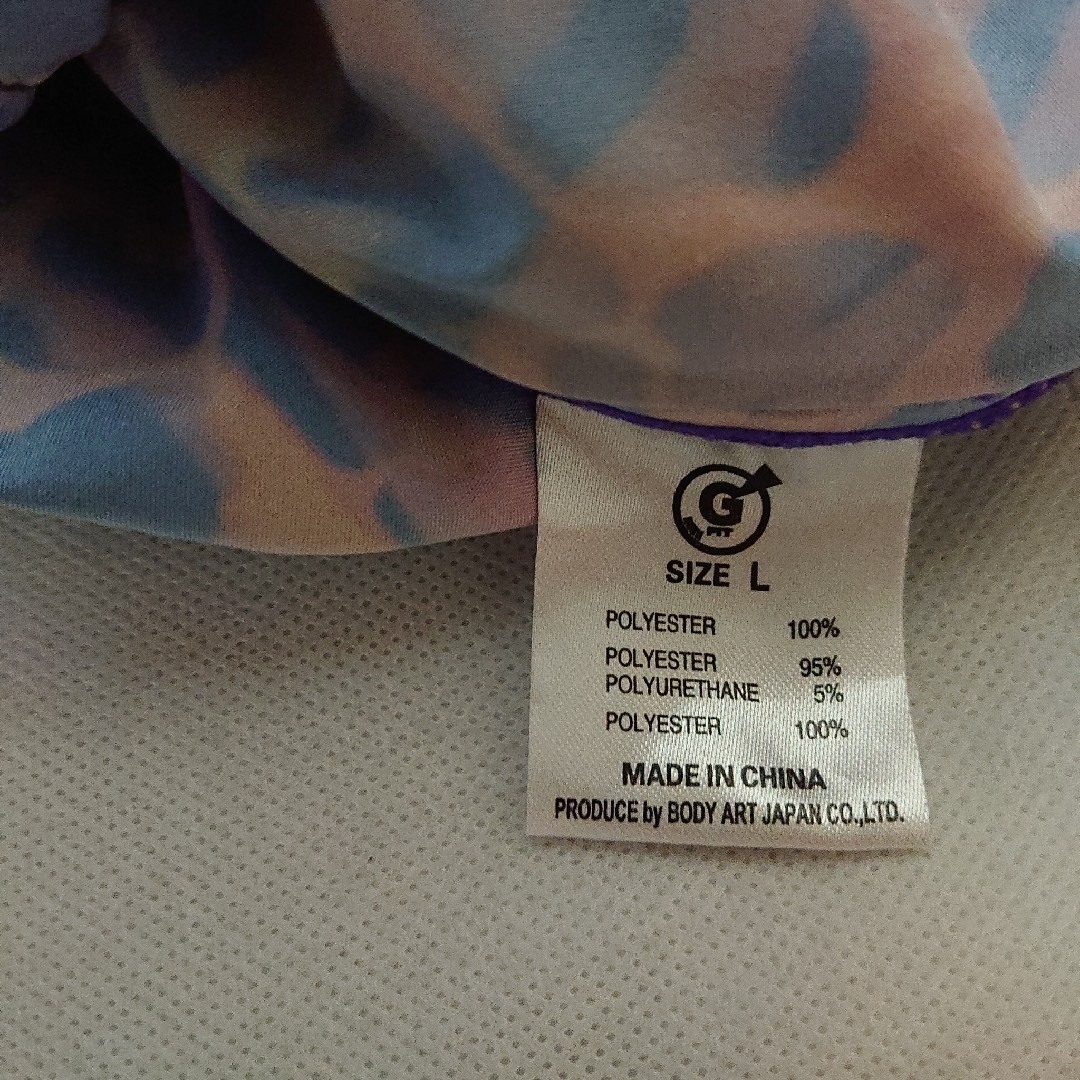 G
FIT
SIZE L
POLYESTER 100%
POLYESTER 95%
POLYURETHANE 5%
POLYESTER 100%
MADE IN CHINA
PRODUCE by BODY ART JAPAN CO.,LTD.